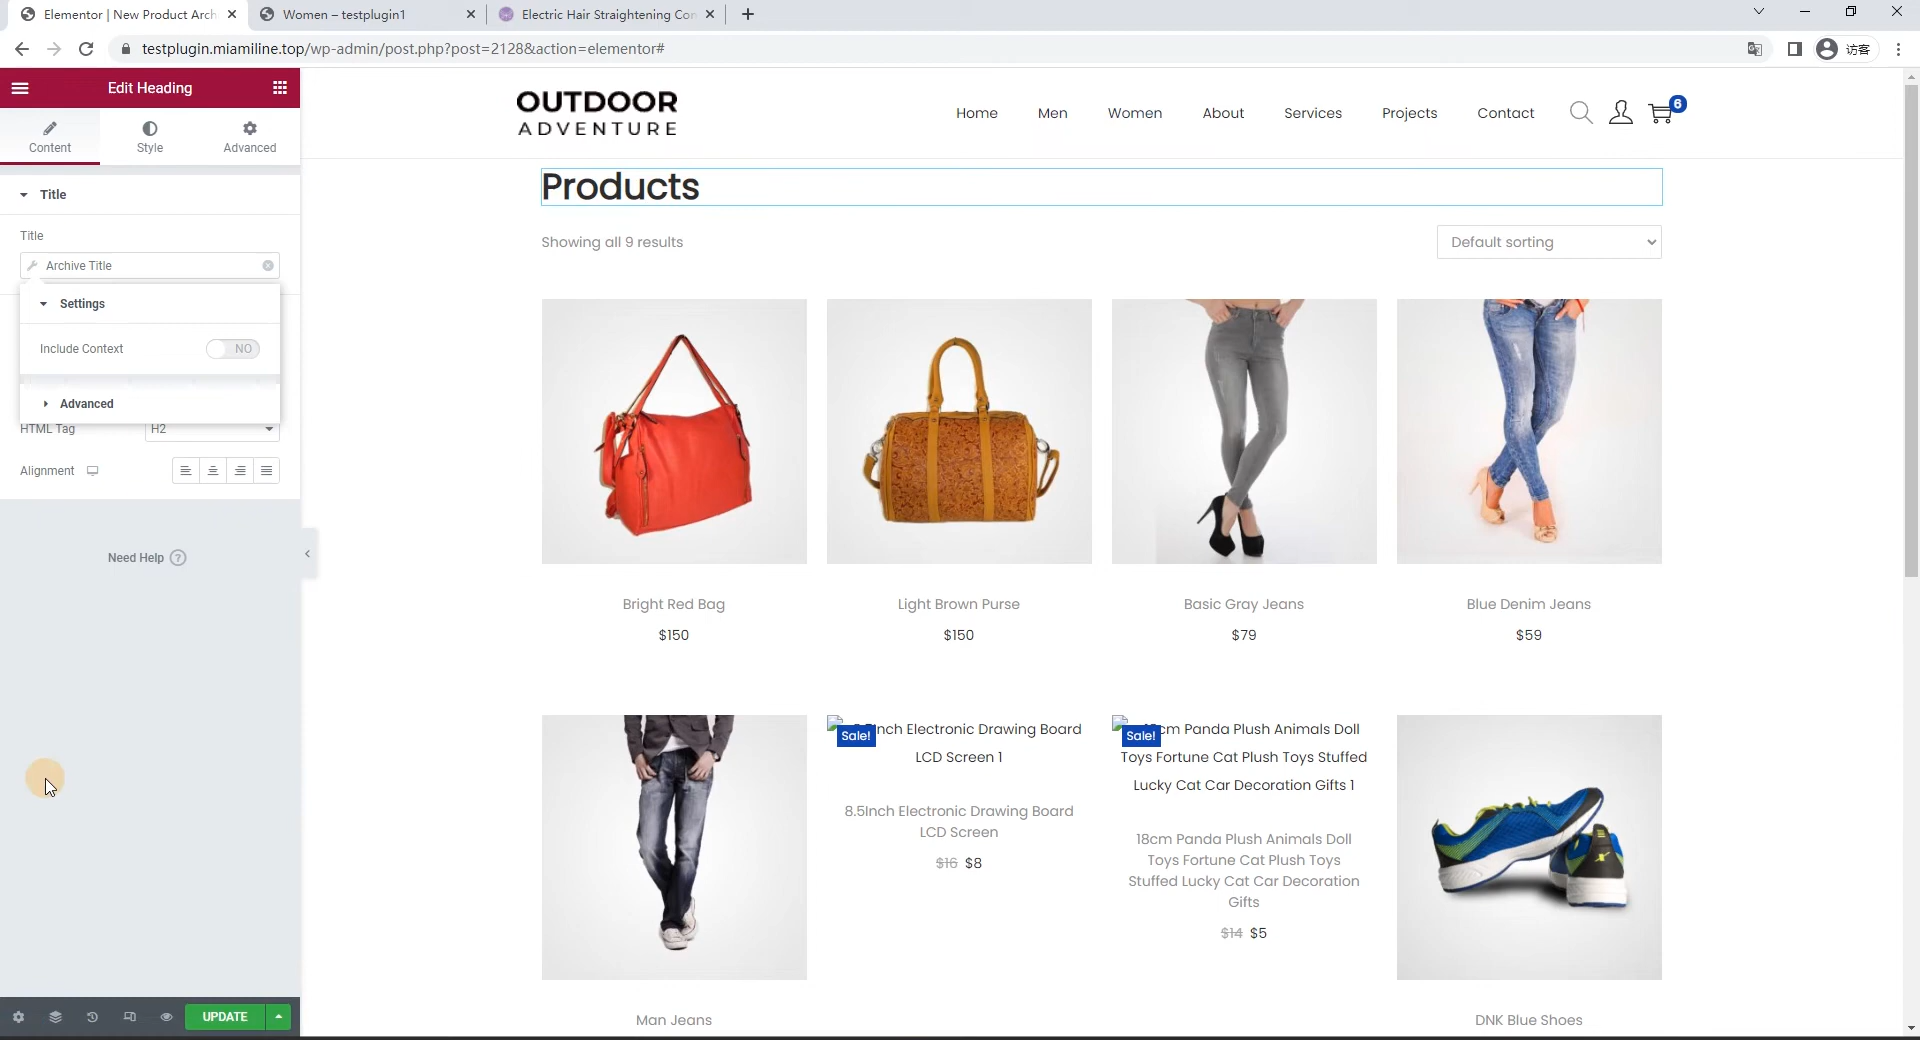 Elementor | New Product Arch
Women – testplugin1
Electric Hair Straightening Con
testplugin.miamiline.top/wp-admin/post.php?post=2128&action=elementor#
访客
Edit Heading
Content
Style
Advanced
Title
Title
Archive Title
Settings
Include Context
NO
Advanced
HTML Tag
H2
Alignment
Need Help
?
UPDATE
OUTDOOR
ADVENTURE
Home
Men
Women
About
Services
Projects
Contact
6
Products
Showing all 9 results
Default sorting
Bright Red Bag
$150
Light Brown Purse
$150
Basic Gray Jeans
$79
Blue Denim Jeans
$59
Man Jeans
Sale!
nch Electronic Drawing Board
LCD Screen 1
8.5Inch Electronic Drawing Board
LCD Screen
$16 $8
Sale!
cm Panda Plush Animals Doll
Toys Fortune Cat Plush Toys Stuffed
Lucky Cat Car Decoration Gifts 1
18cm Panda Plush Animals Doll
Toys Fortune Cat Plush Toys
Stuffed Lucky Cat Car Decoration
Gifts
$14 $5
DNK Blue Shoes